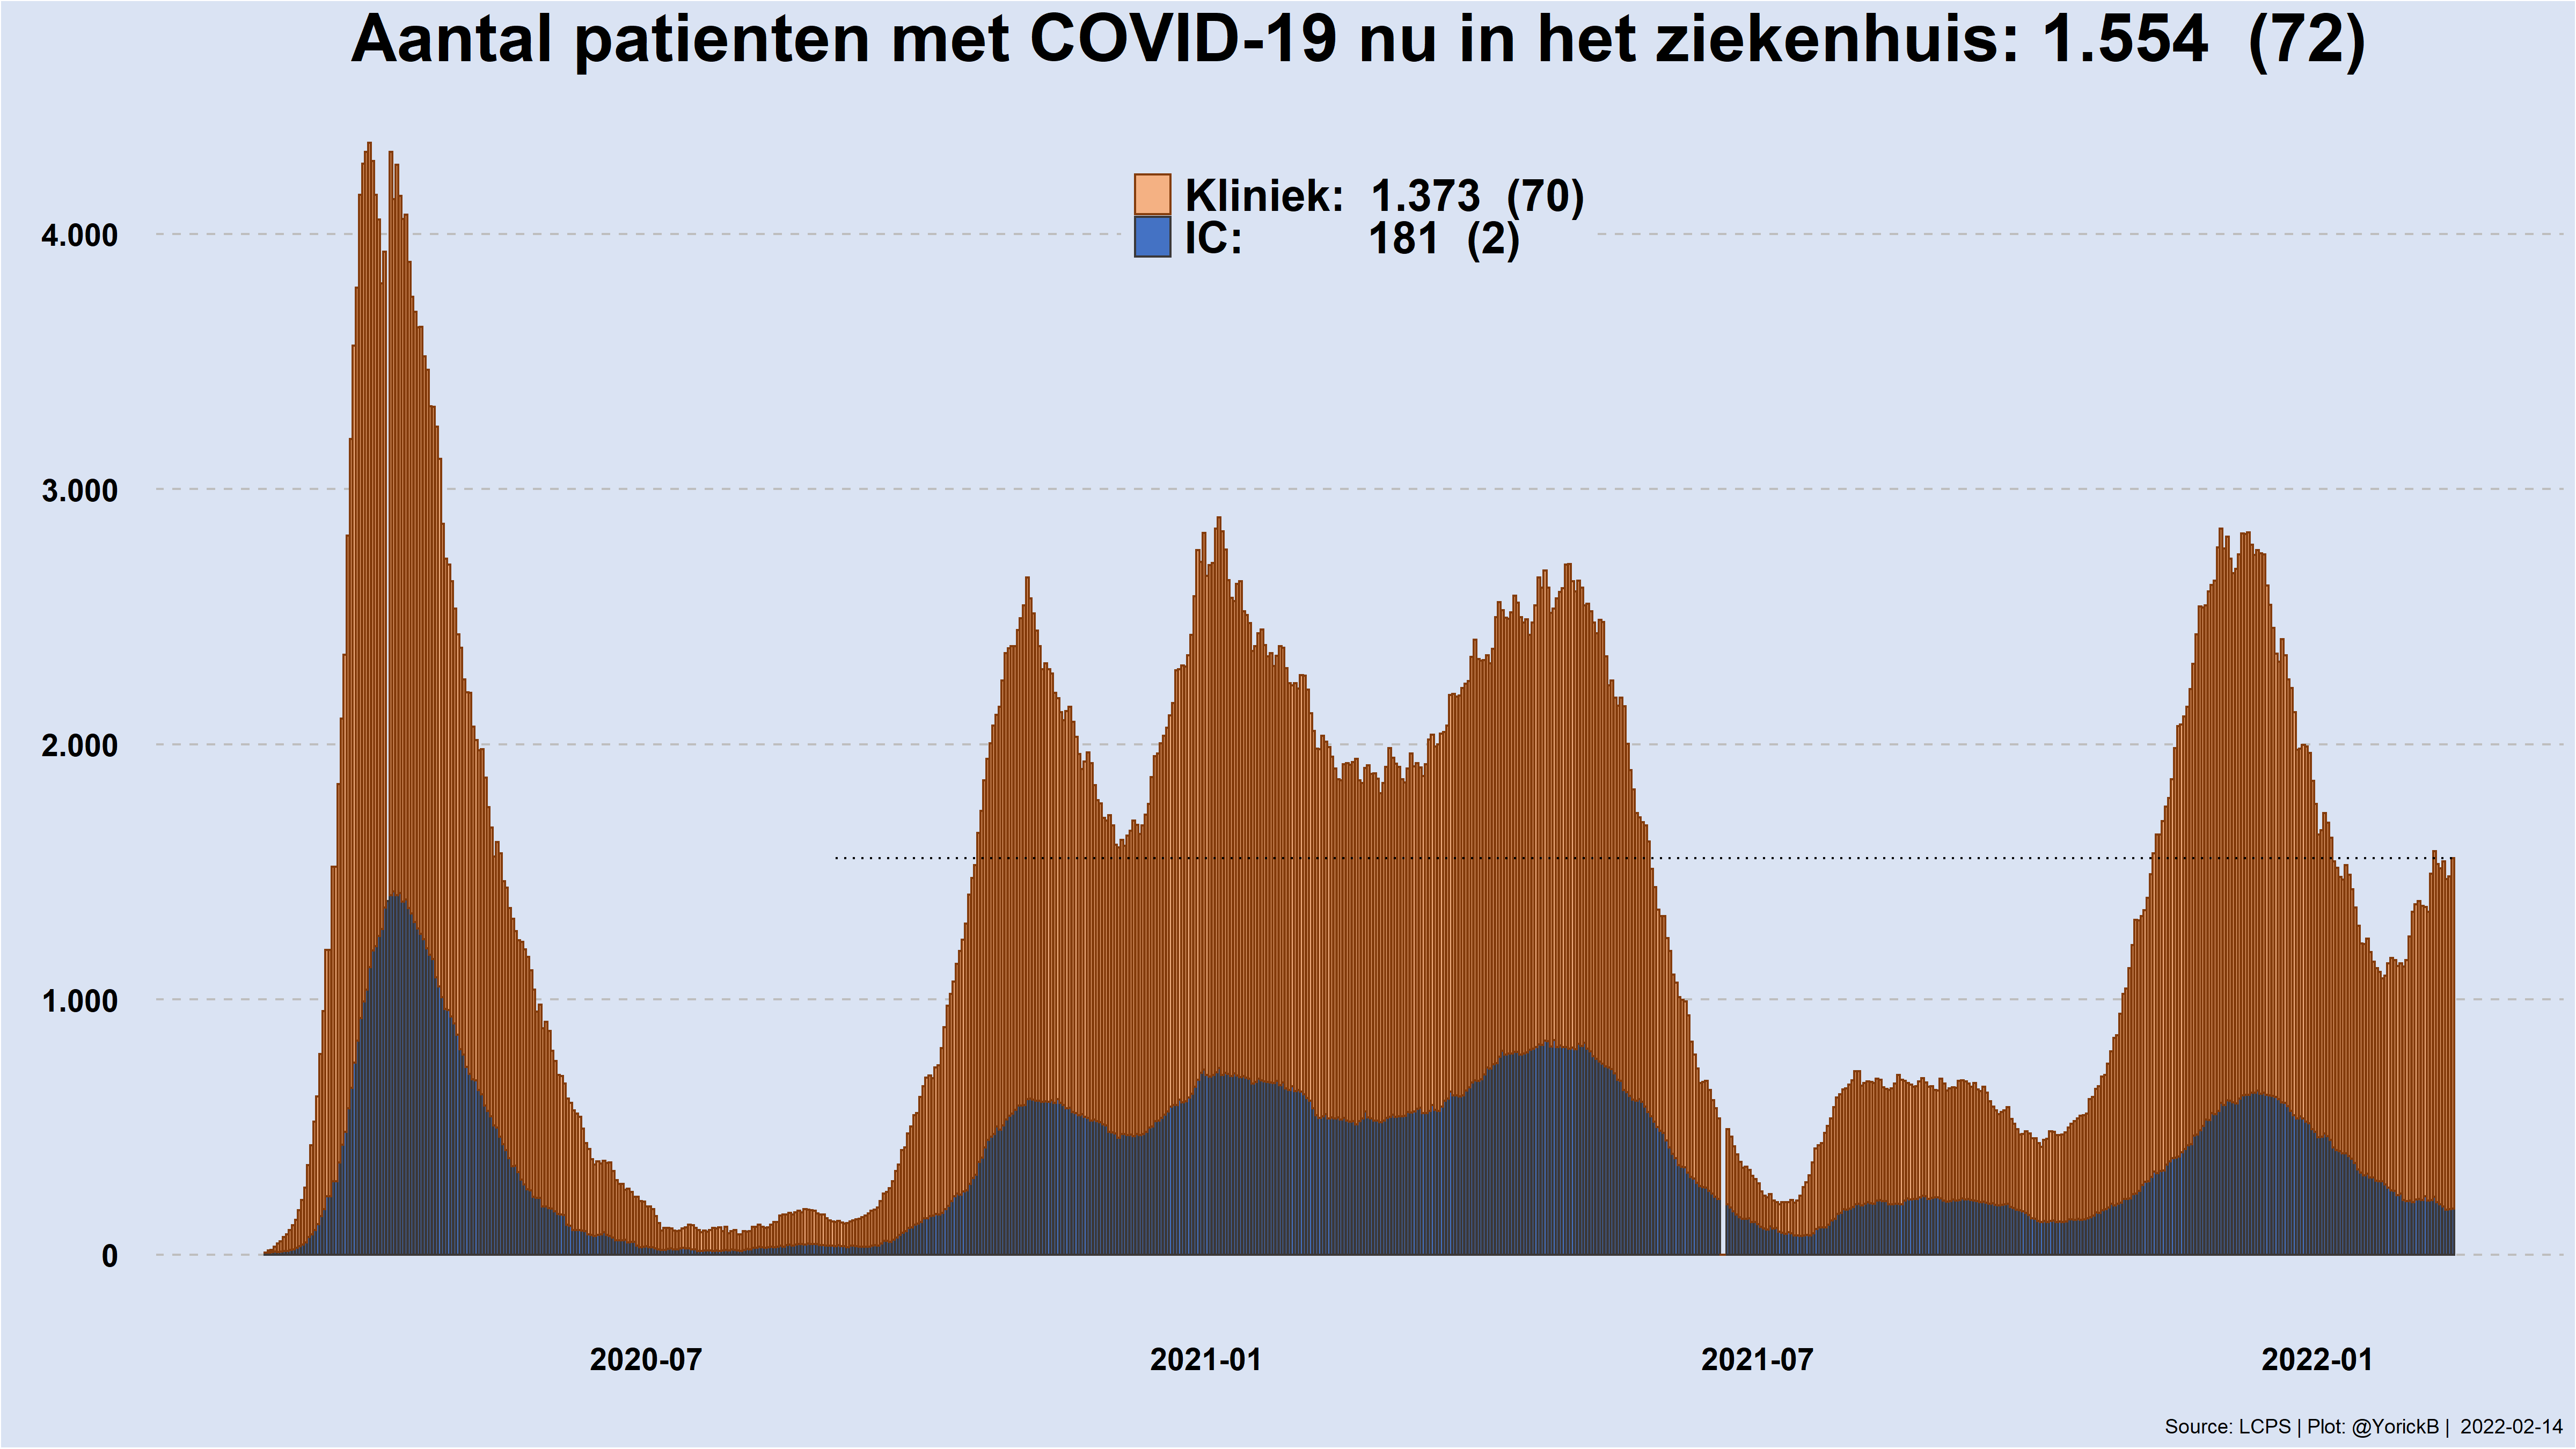 Aantal patienten met COVID-19 nu in het ziekenhuis: 1.554 (72)
Kliniek: 1.373 (70)
IC: 181 (2)
4.000
3.000
2.000
1.000
0
2020-07 2021-01 2021-07 2022-01
Source: LCPS | Plot: @YorickB | 2022-02-14